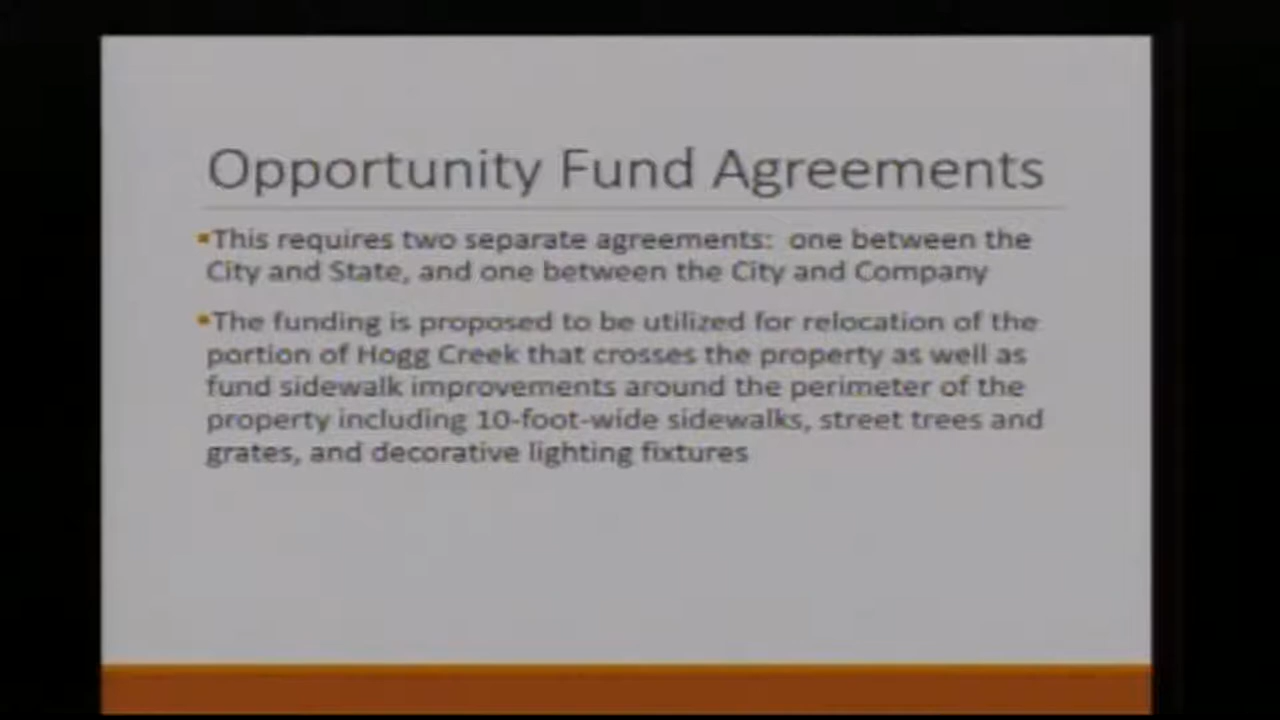 Opportunity Fund Agreements
▪This requires two separate agreements:  one between the
City and State, and one between the City and Company
▪The funding is proposed to be utilized for relocation of the
portion of Hogg Creek that crosses the property as well as
fund sidewalk improvements around the perimeter of the
property including 10-foot-wide sidewalks, street trees and
grates, and decorative lighting fixtures